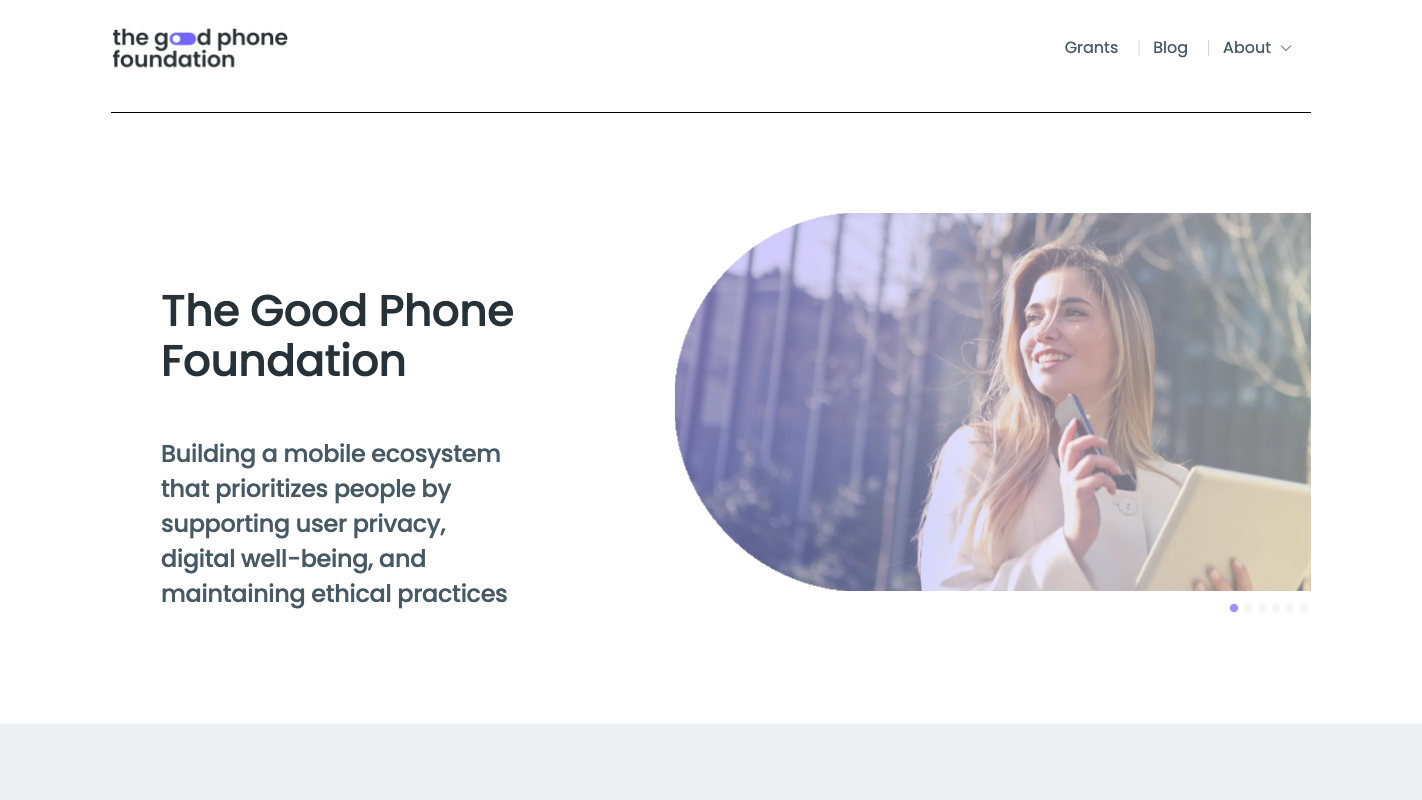 the good phone
foundation
Grants
Blog
About
The Good Phone
Foundation
Building a mobile ecosystem
that prioritizes people by
supporting user privacy,
digital well-being, and
maintaining ethical practices